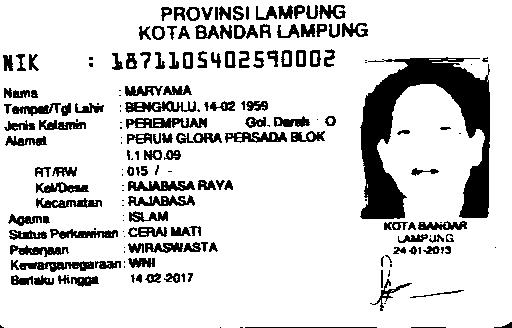 PROVINSI LAMPUNG
KOTA BANDAR LAMPUNG
NIK : 1871105402590002
Nama : MARYAMA
Tempat/Tgl Lahir : BENGKULU, 14-02 1959
Jenis Kelamin : PEREMPUAN Gol. Darah : O
Alamat : PERUM GLORA PERSADA BLOK
1.1 NO.09
RT/RW : 015 / -
Kel/Desa : RAJABASA RAYA
Kecamatan : RAJABASA
Agama : ISLAM
Status Perkawinan : CERAI MATI
Pekerjaan : WIRASWASTA
Kewarganegaraan : WNI
Berlaku Hingga 14-02-2017
KOTA BANDAR
LAMPUNG
24-01-2013